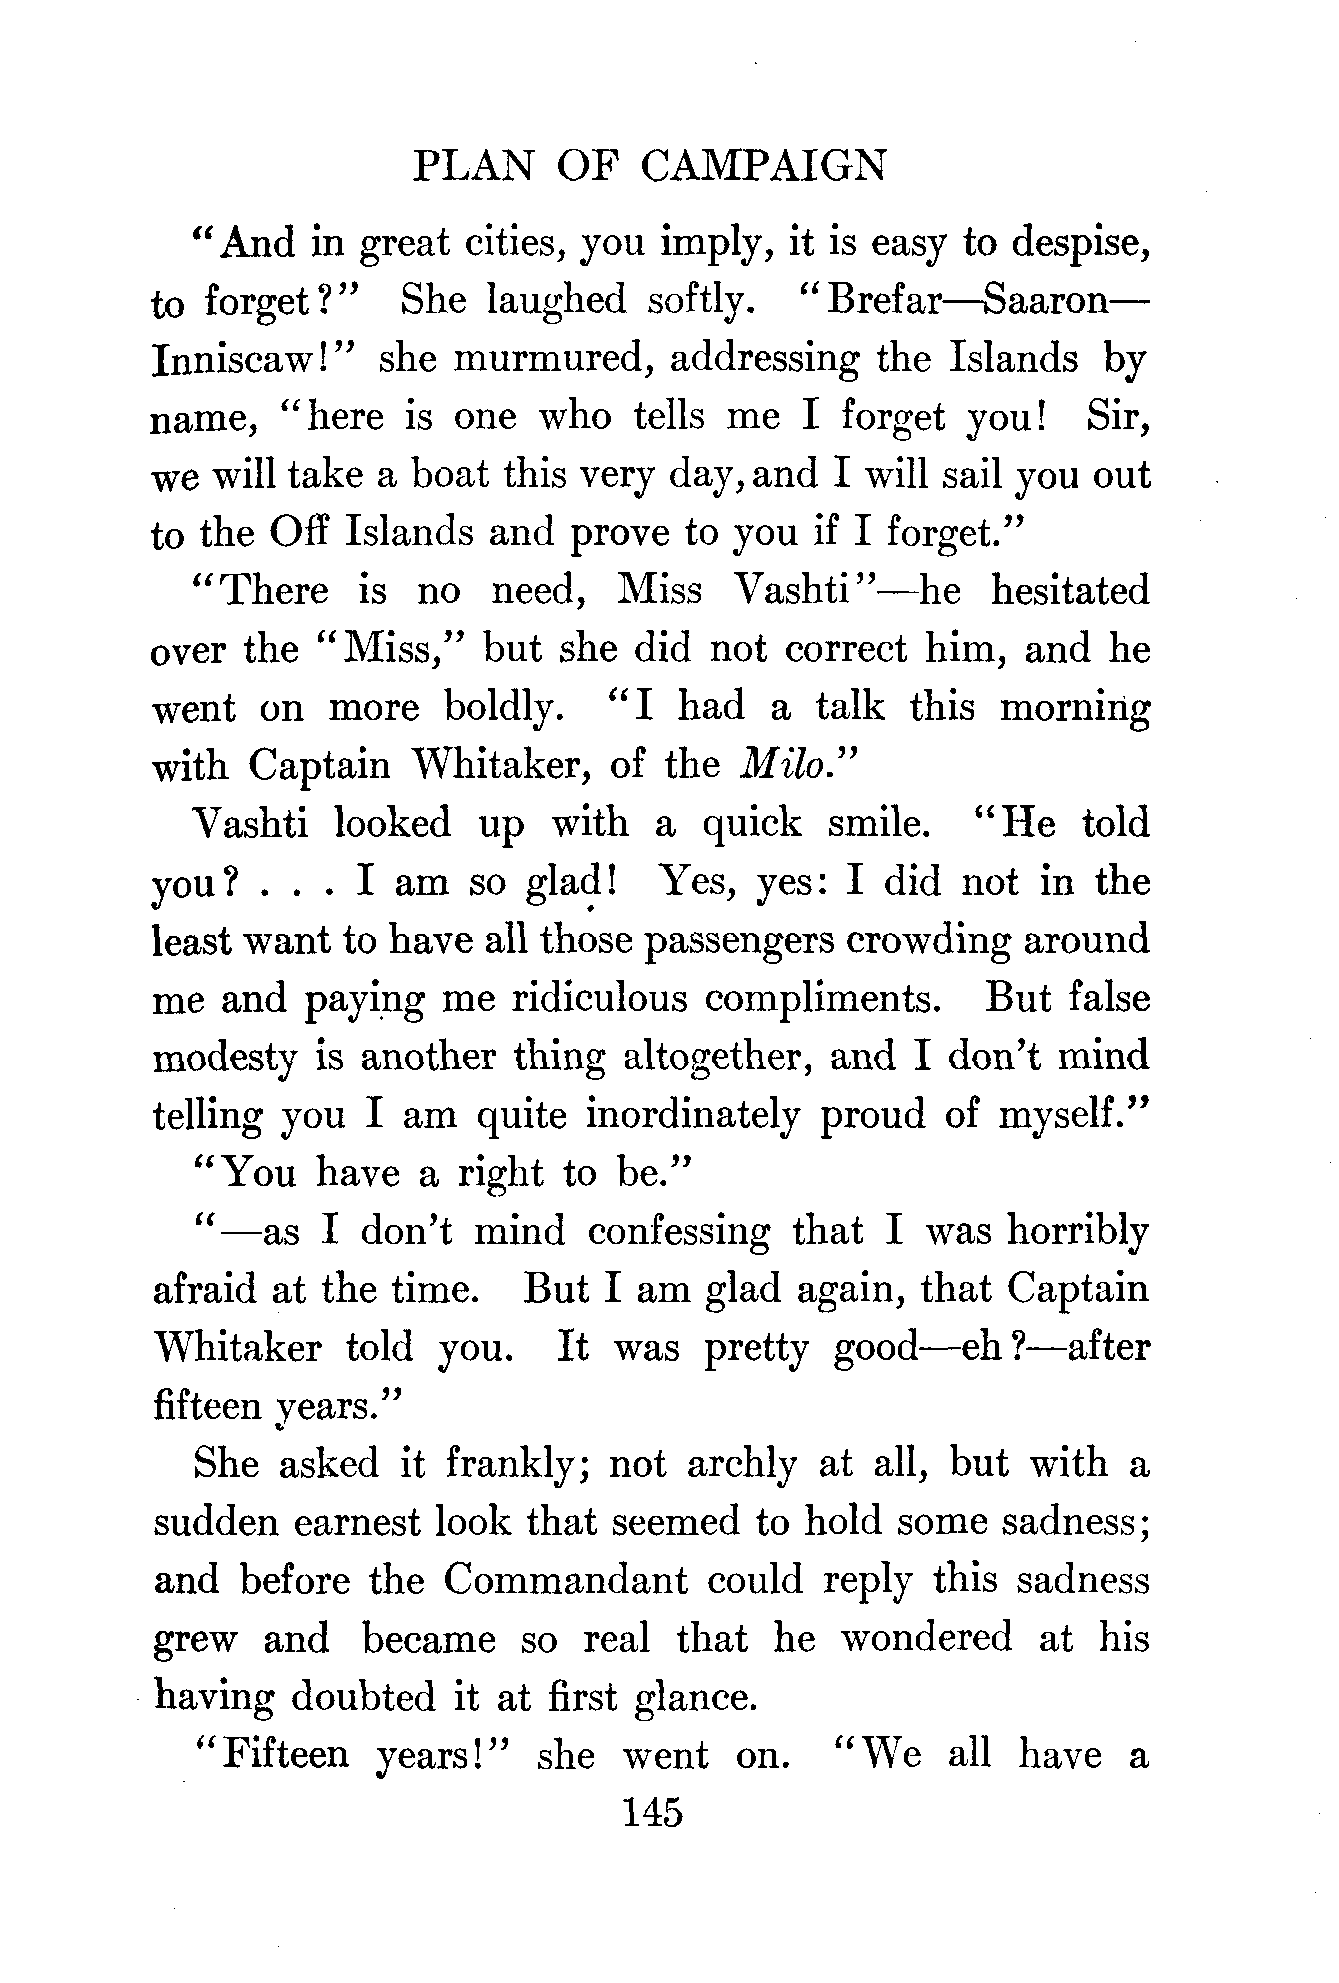 PLAN OF CAMPAIGN
“And in great cities, you imply, it is easy to despise,
to forget?” She laughed softly. “Brefar—Saaron—
Inniscaw!” she murmured, addressing the Islands by
name, “here is one who tells me I forget you! Sir,
we will take a boat this very day, and I will sail you out
to the Off Islands and prove to you if I forget.”
“There is no need, Miss Vashti”—he hesitated
over the “Miss,” but she did not correct him, and he
went on more boldly. “I had a talk this morning
with Captain Whitaker, of the Milo.”
Vashti looked up with a quick smile. “He told
you? . . . I am so glad! Yes, yes: I did not in the
least want to have all those passengers crowding around
me and paying me ridiculous compliments. But false
modesty is another thing altogether, and I don’t mind
telling you I am quite inordinately proud of myself.”
“You have a right to be.”
“—as I don’t mind confessing that I was horribly
afraid at the time. But I am glad again, that Captain
Whitaker told you. It was pretty good—eh?—after
fifteen years.”
She asked it frankly; not archly at all, but with a
sudden earnest look that seemed to hold some sadness;
and before the Commandant could reply this sadness
grew and became so real that he wondered at his
having doubted it at first glance.
“Fifteen years!” she went on. “We all have a
145